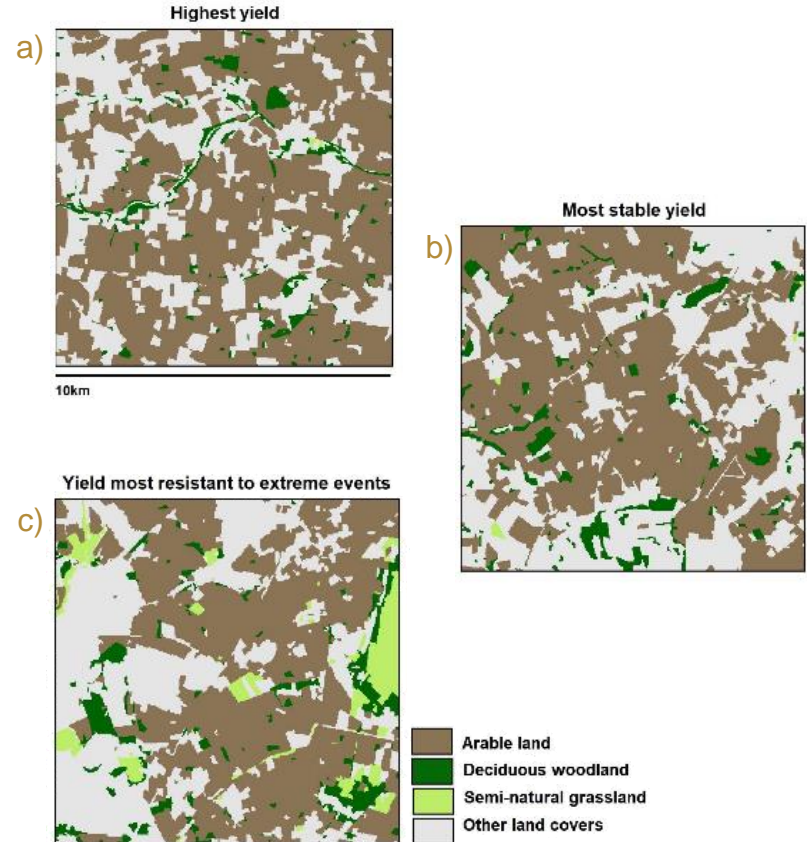 Highest yield
a)
10km
Most stable yield
b)
Yield most resistant to extreme events
c)
Arable land
Deciduous woodland
Semi-natural grassland
Other land covers